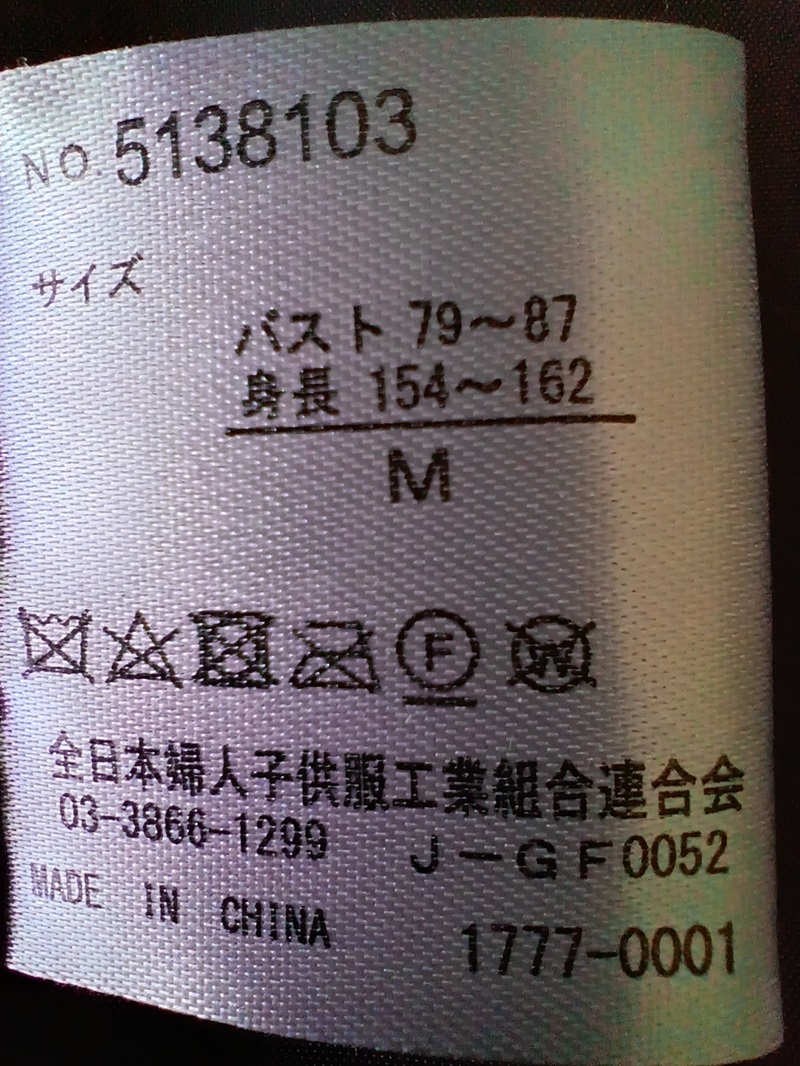 NO. 5138103
サイズ
バスト 79～87
身長 154～162
M
F W
全日本婦人子供服工業組合連合会
03-3866-1299 J－GF0052
MADE IN CHINA
1777-0001